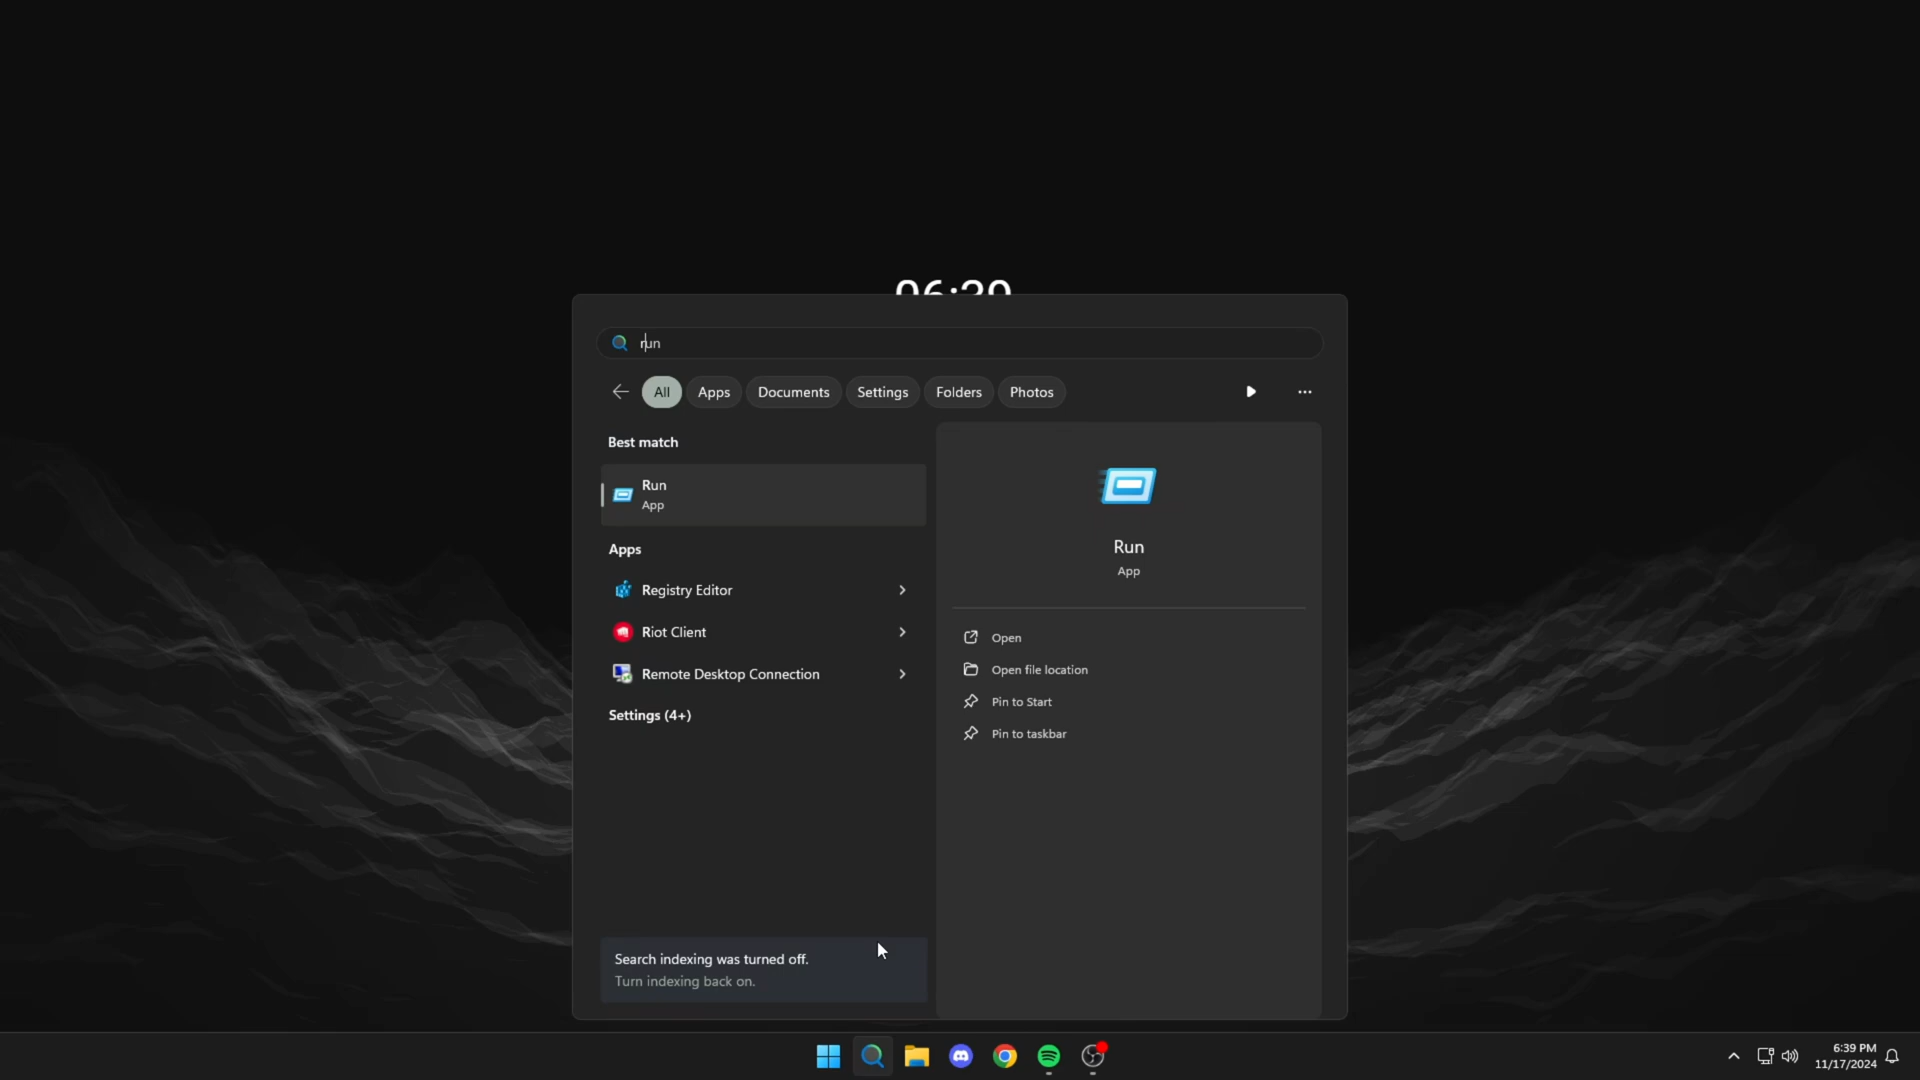 06:39
run
All Apps Documents Settings Folders Photos
Best match
Run
App
Apps
Registry Editor
Riot Client
Remote Desktop Connection
Settings (4+)
Search indexing was turned off.
Turn indexing back on.
Run
App
Open
Open file location
Pin to Start
Pin to taskbar
6:39 PM
11/17/2024